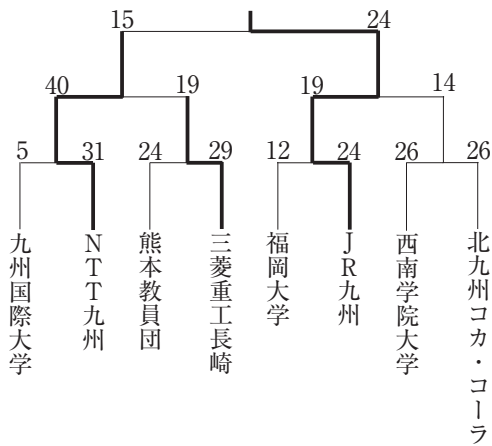 15
24
40
19
19
14
5
31
24
29
12
24
26
26
九州国際大学
NTT九州
熊本教員団
三菱重工長崎
福岡大学
JR九州
西南学院大学
北九州コカ・コーラ